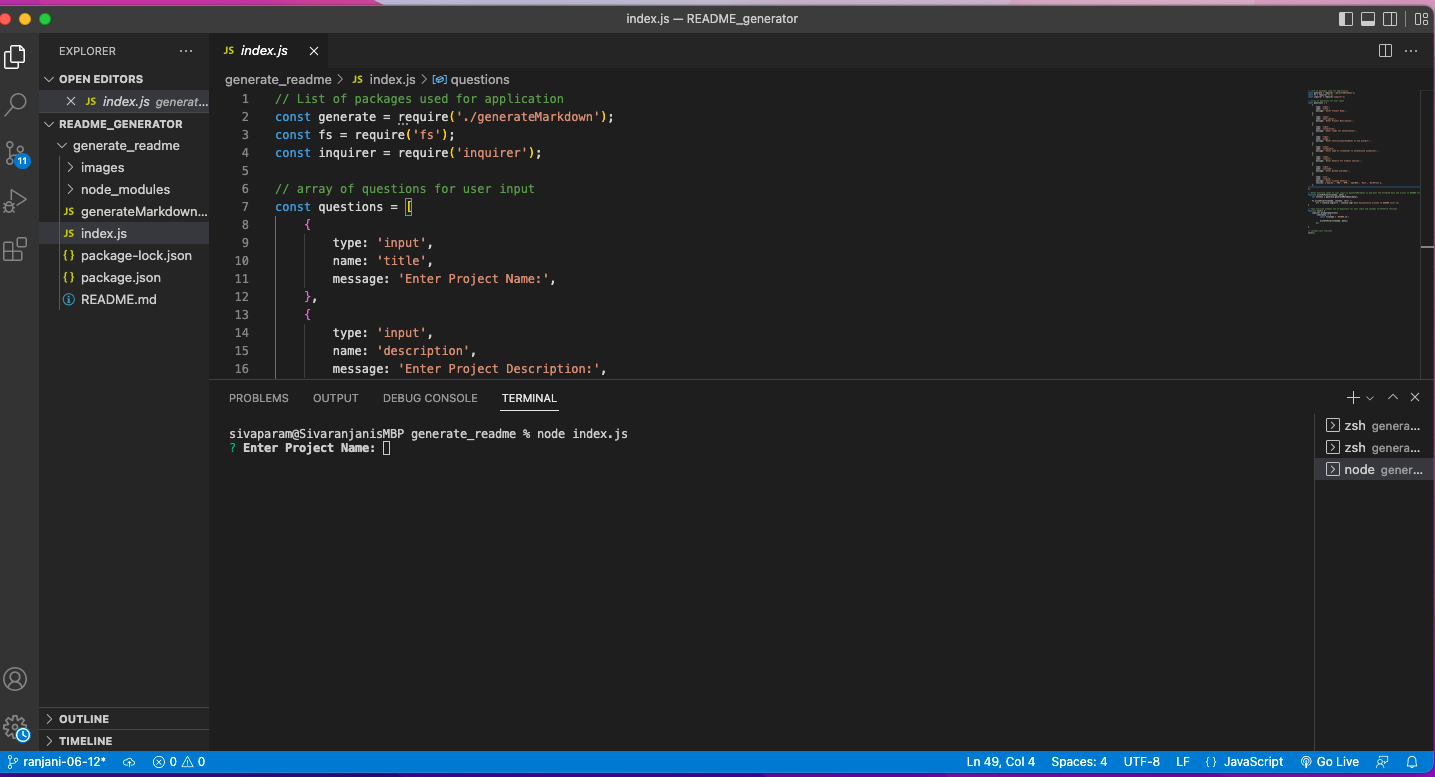 index.js — README_generator
EXPLORER
JS index.js
OPEN EDITORS
JS index.js generat...
README_GENERATOR
generate_readme
images
node_modules
JS generateMarkdown...
JS index.js
{} package-lock.json
{} package.json
README.md
OUTLINE
TIMELINE
11
generate_readme > JS index.js > questions
1 // List of packages used for application
2 const generate = require('./generateMarkdown');
3 const fs = require('fs');
4 const inquirer = require('inquirer');
5
6 // array of questions for user input
7 const questions = [
8 {
9 type: 'input',
10 name: 'title',
11 message: 'Enter Project Name:',
12 },
13 {
14 type: 'input',
15 name: 'description',
16 message: 'Enter Project Description:',
PROBLEMS OUTPUT DEBUG CONSOLE TERMINAL
sivaparam@SivaranjanisMBP generate_readme % node index.js
? Enter Project Name:
zsh genera...
zsh genera...
node gener...
ranjani-06-12* 0 0 Ln 49, Col 4 Spaces: 4 UTF-8 LF {} JavaScript Go Live